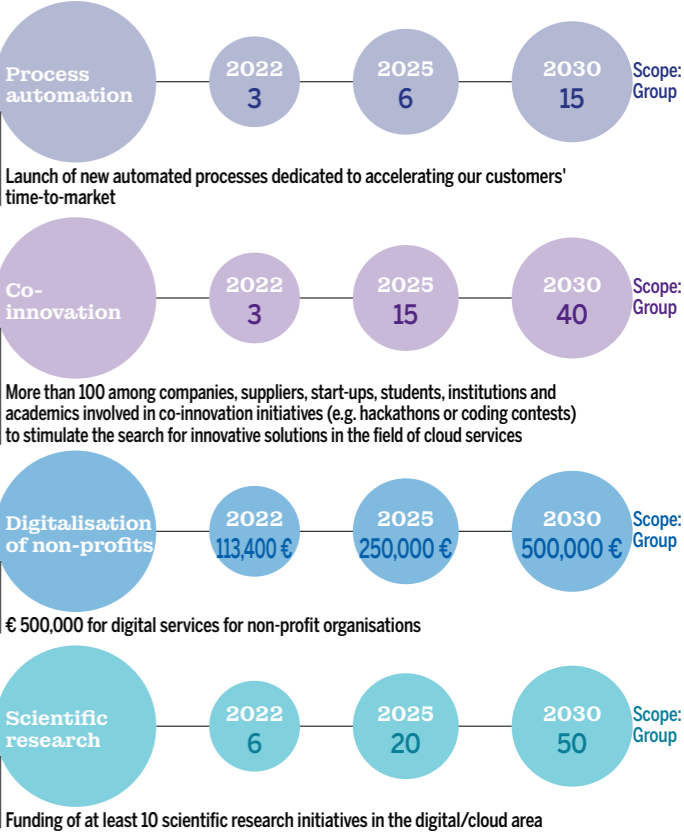 Process
automation
2022
3
2025
6
2030
15
Scope:
Group
Launch of new automated processes dedicated to accelerating our customers'
time-to-market
Co-
innovation
2022
3
2025
15
2030
40
Scope:
Group
More than 100 among companies, suppliers, start-ups, students, institutions and
academics involved in co-innovation initiatives (e.g. hackathons or coding contests)
to stimulate the search for innovative solutions in the field of cloud services
Digitalisation
of non-profits
2022
113,400 €
2025
250,000 €
2030
500,000 €
Scope:
Group
€ 500,000 for digital services for non-profit organisations
Scientific
research
2022
6
2025
20
2030
50
Scope:
Group
Funding of at least 10 scientific research initiatives in the digital/cloud area